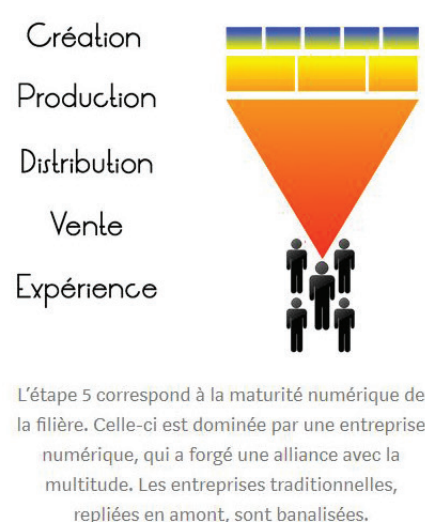 Création
Production
Distribution
Vente
Expérience
L'étape 5 correspond à la maturité numérique de
la filière. Celle-ci est dominée par une entreprise
numérique, qui a forgé une alliance avec la
multitude. Les entreprises traditionnelles,
repliées en amont, sont banalisées.